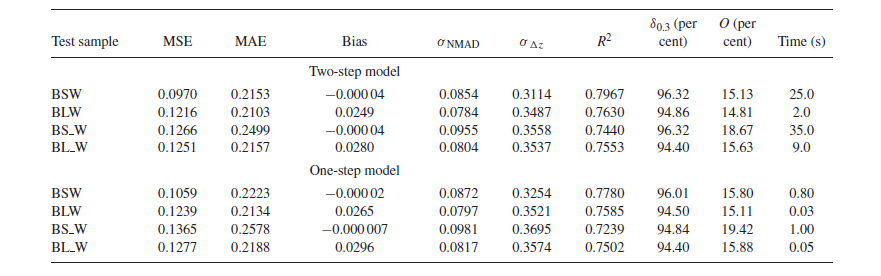 δ0.3 (per O (per
Test sample MSE MAE Bias σNMAD σΔz R² cent) cent) Time (s)
Two-step model
BSW 0.0970 0.2153 −0.000 04 0.0854 0.3114 0.7967 96.32 15.13 25.0
BLW 0.1216 0.2103 0.0249 0.0784 0.3487 0.7630 94.86 14.81 2.0
BS_W 0.1266 0.2499 −0.000 04 0.0955 0.3558 0.7440 96.32 18.67 35.0
BL_W 0.1251 0.2157 0.0280 0.0804 0.3537 0.7553 94.40 15.63 9.0
One-step model
BSW 0.1059 0.2223 −0.000 02 0.0872 0.3254 0.7780 96.01 15.80 0.80
BLW 0.1239 0.2134 0.0265 0.0797 0.3521 0.7585 94.50 15.11 0.03
BS_W 0.1365 0.2578 −0.000 007 0.0981 0.3695 0.7239 94.84 19.42 1.00
BL_W 0.1277 0.2188 0.0296 0.0817 0.3574 0.7502 94.40 15.88 0.05